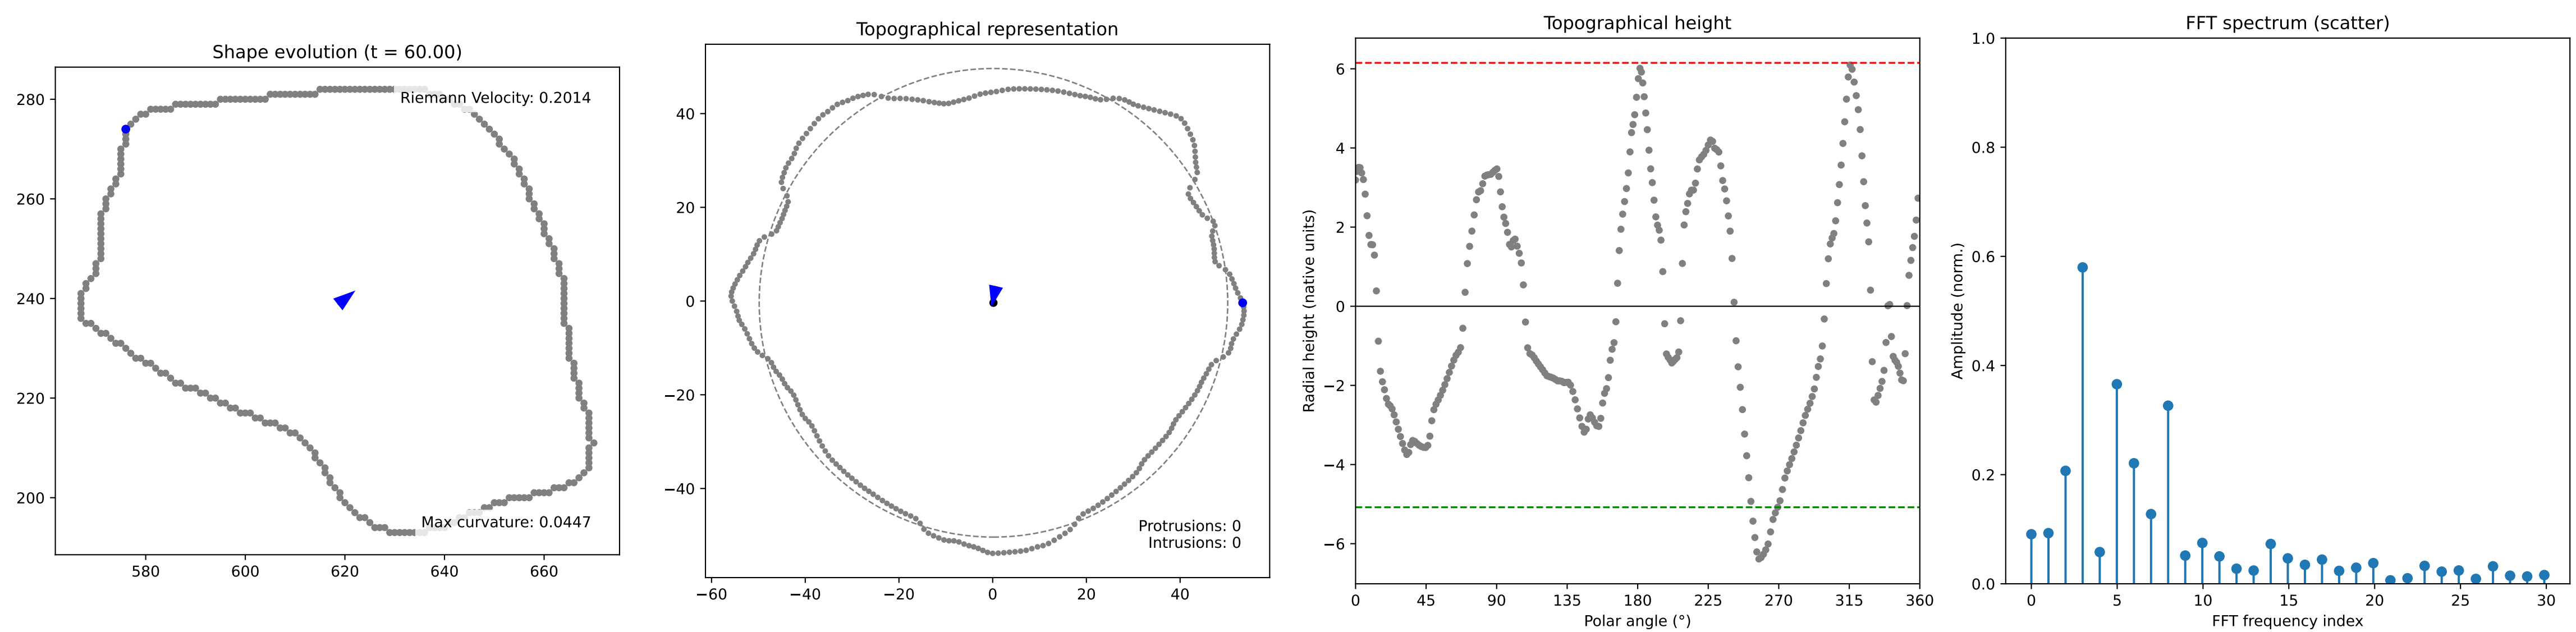 Shape evolution (t = 60.00)
Riemann Velocity: 0.2014
Max curvature: 0.0447
280
260
240
220
200
580 600 620 640 660
Topographical representation
40
20
0
−20
−40
−60 −40 −20 0 20 40
Protrusions: 0
Intrusions: 0
Topographical height
Radial height (native units)
6
4
2
0
−2
−4
−6
0 45 90 135 180 225 270 315 360
Polar angle (°)
FFT spectrum (scatter)
Amplitude (norm.)
1.0
0.8
0.6
0.4
0.2
0.0
0 5 10 15 20 25 30
FFT frequency index